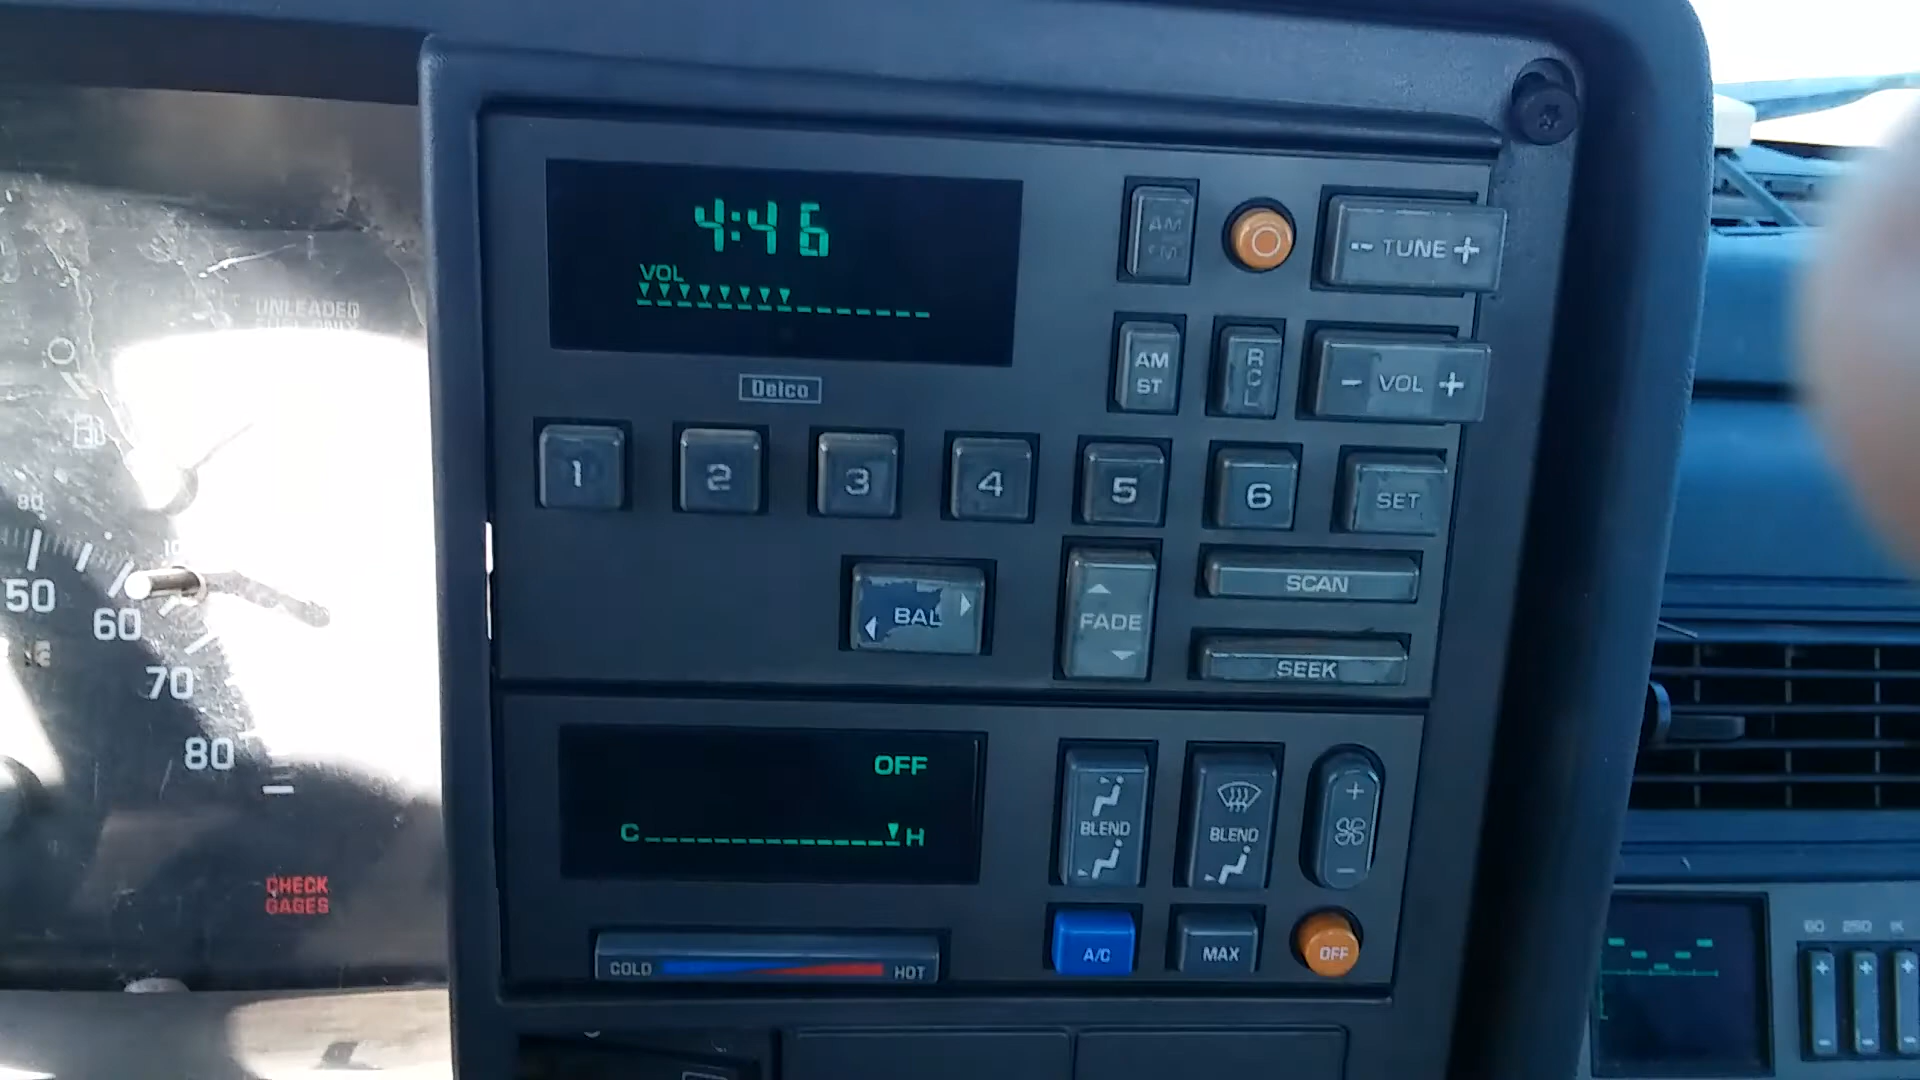 UNLEADED
FUEL ONLY
80
50
60
70
80
CHECK
GAGES
4:46
VOL
Delco
AM
FM
- TUNE +
AM
ST
RCL
- VOL +
1
2
3
4
5
6
SET
BAL
FADE
SCAN
SEEK
OFF
C
H
BLEND
BLEND
+
-
COLD
HOT
A/C
MAX
OFF
60
250
1K
+
+
+
-
-
-